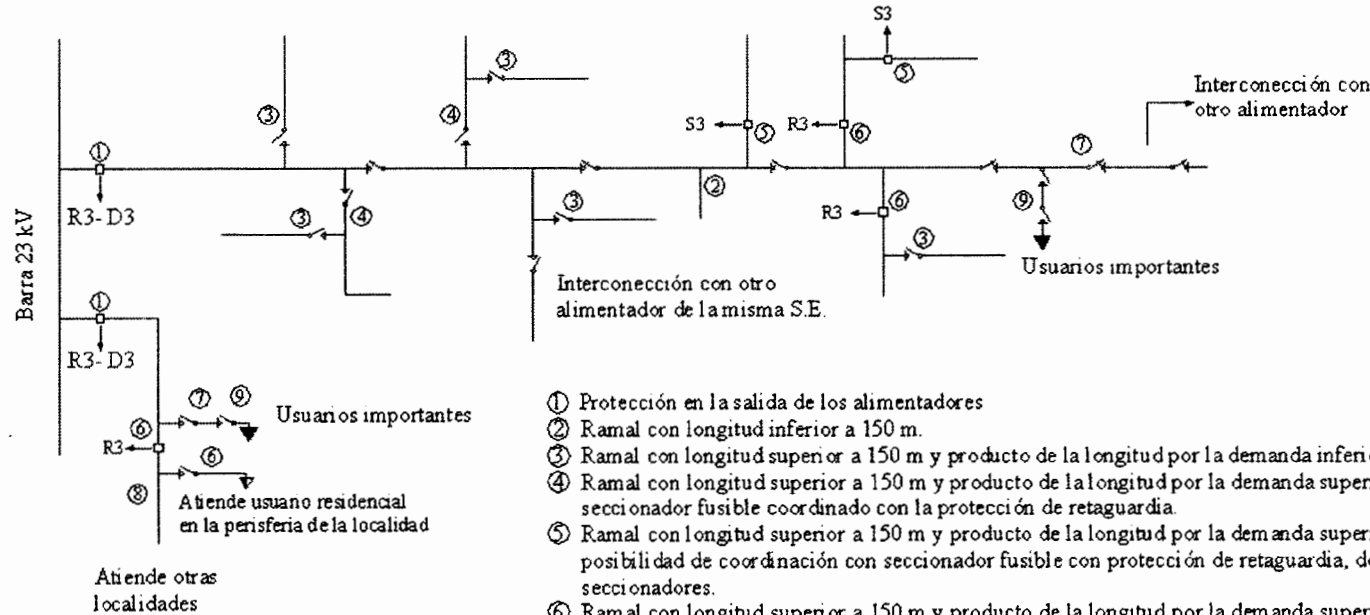 S3
③
⑤
Interconección con
otro alimentador
③
④
S3
⑤
R3
⑥
⑦
①
R3- D3
②
③
④
③
R3
⑥
③
⑨
Usuarios importantes
Barra 23 kV
Interconección con otro
alimentador de la misma S.E.
①
R3- D3
⑦
⑨
Usuarios importantes
⑥
R3
⑥
⑧
Atiende usuario residencial
en la perisferia de la localidad
Atiende otras
localidades
① Protección en la salida de los alimentadores
② Ramal con longitud inferior a 150 m.
③ Ramal con longitud superior a 150 m y producto de la longitud por la demanda inferi
④ Ramal con longitud superior a 150 m y producto de la longitud por la demanda super
seccionador fusible coordinado con la protección de retaguardia.
⑤ Ramal con longitud superior a 150 m y producto de la longitud por la demanda super
posibilidad de coordinación con seccionador fusible con protección de retaguardia, d
seccionadores.
⑥ Ramal con longitud superior a 150 m y producto de la longitud por la demanda super